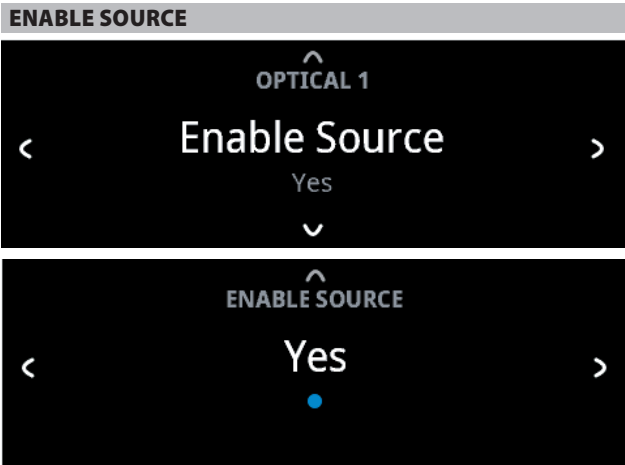 ENABLE SOURCE
OPTICAL 1
Enable Source
Yes
ENABLE SOURCE
Yes